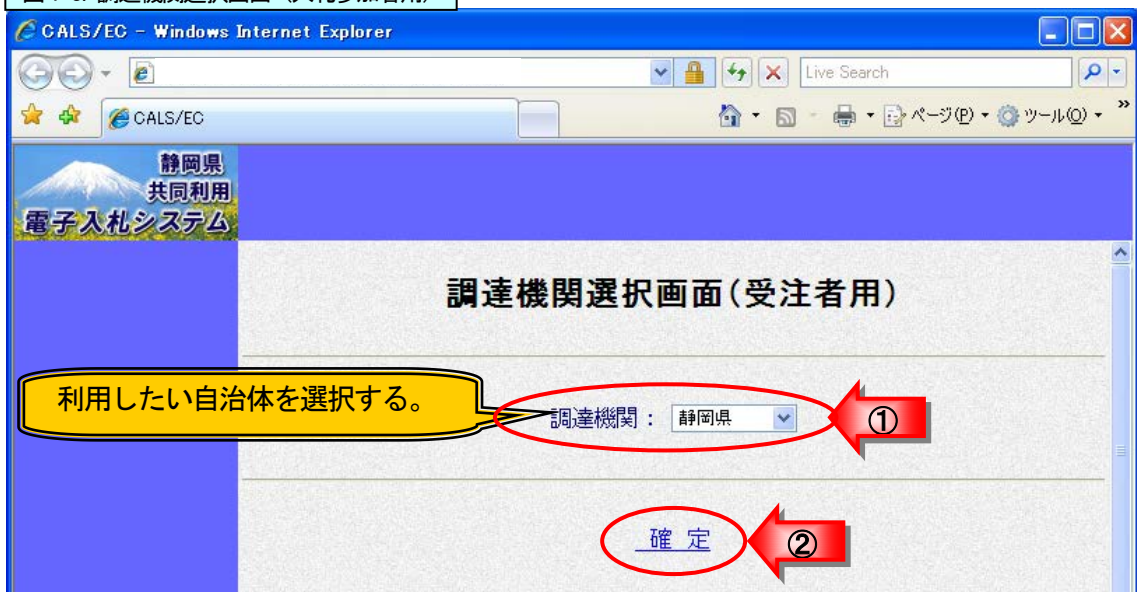 CALS/EC - Windows Internet Explorer
Live Search
CALS/EC
ページ(P)
ツール(O)
静岡県
共同利用
電子入札システム
調達機関選択画面(受注者用)
利用したい自治体を選択する。
調達機関： 静岡県
①
確 定
②